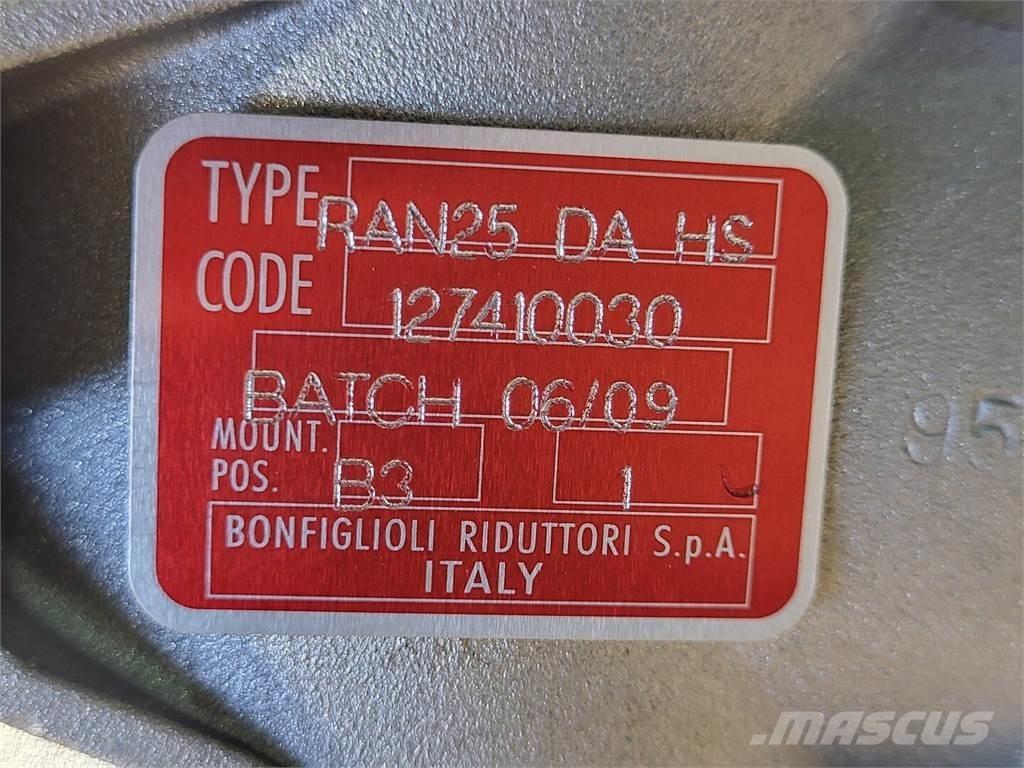 TYPE RAN25 DA HS
CODE 127410030
BATCH 06/09
MOUNT. POS. B3 1
BONFIGLIOLI RIDUTTORI S.p.A.
ITALY
95
MASCUS